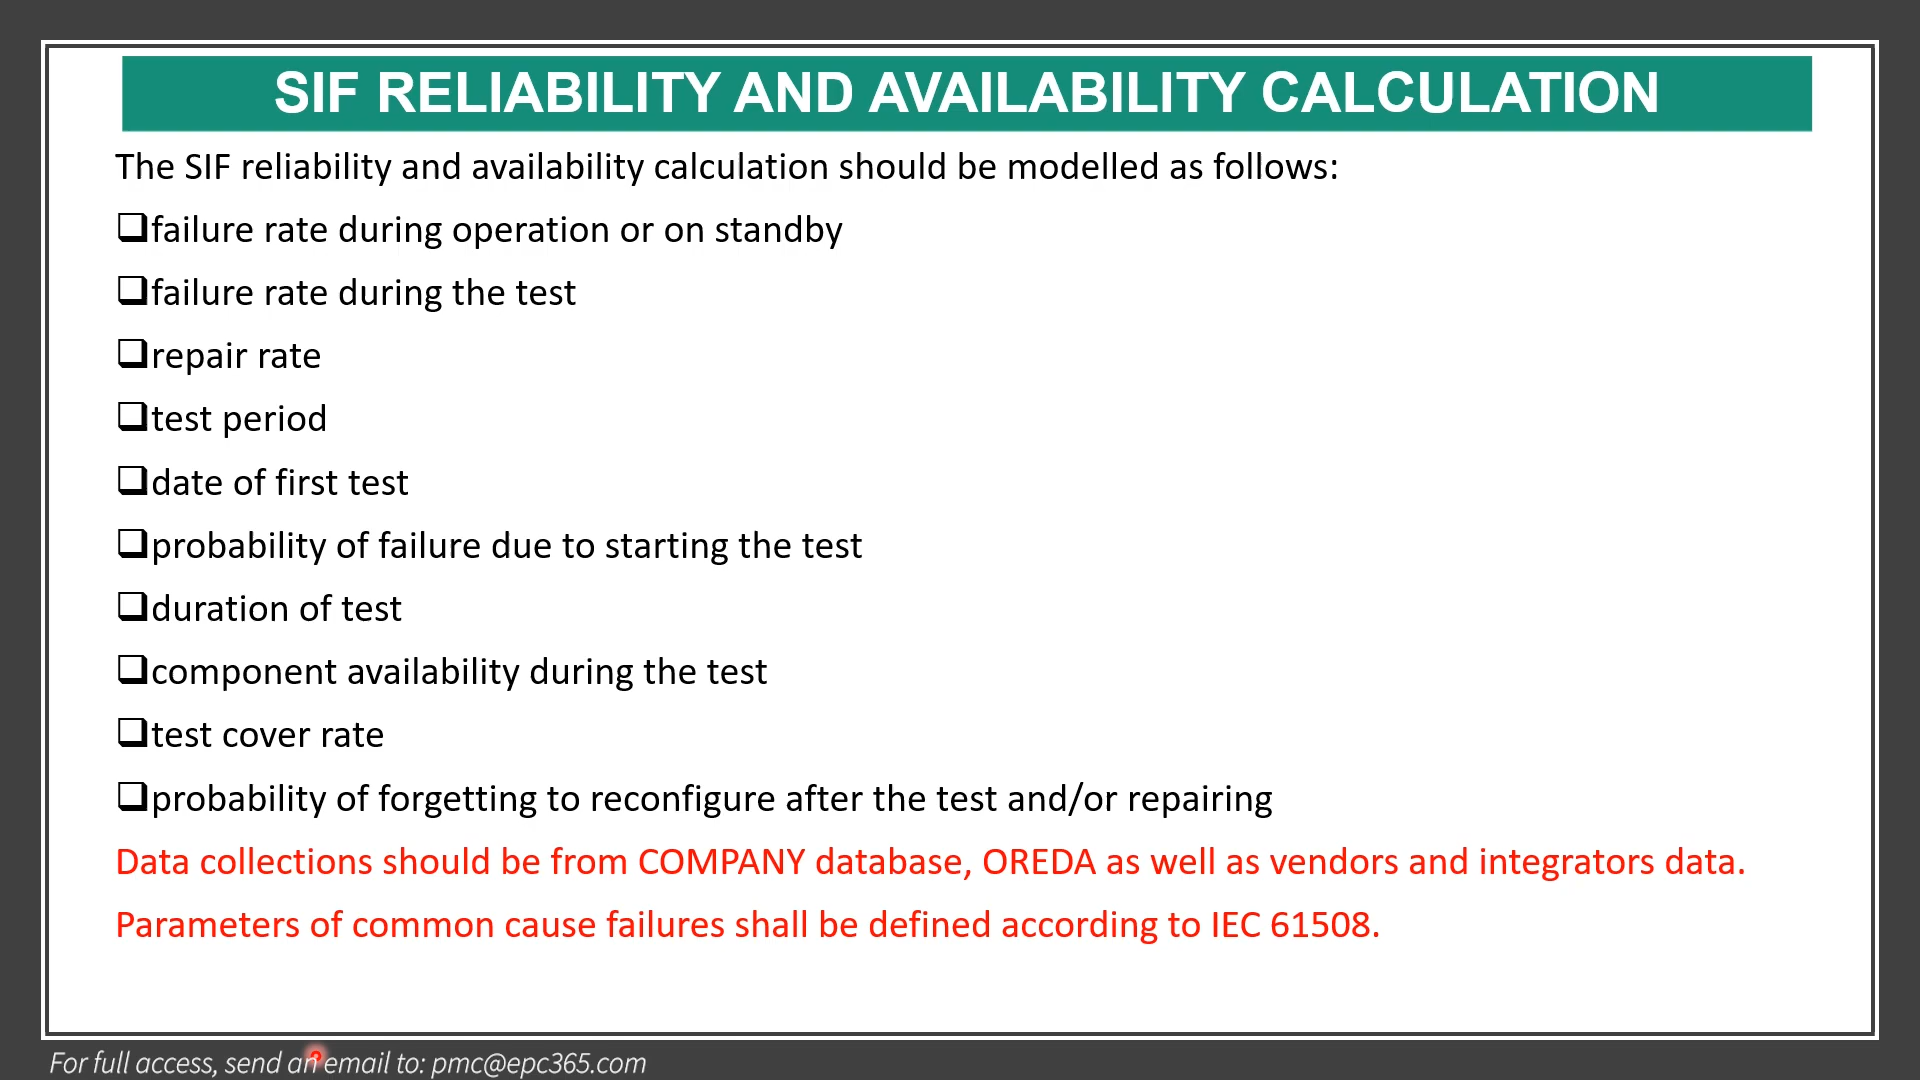 SIF RELIABILITY AND AVAILABILITY CALCULATION
The SIF reliability and availability calculation should be modelled as follows:
❑failure rate during operation or on standby
❑failure rate during the test
❑repair rate
❑test period
❑date of first test
❑probability of failure due to starting the test
❑duration of test
❑component availability during the test
❑test cover rate
❑probability of forgetting to reconfigure after the test and/or repairing
Data collections should be from COMPANY database, OREDA as well as vendors and integrators data.
Parameters of common cause failures shall be defined according to IEC 61508.
For full access, send an email to: pmc@epc365.com